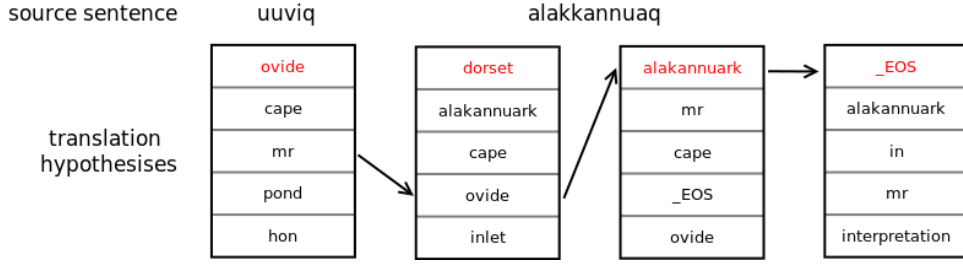 source sentence uuviq alakkannuaq
translation
hypothesises
ovide
cape
mr
pond
hon
dorset
alakannuark
cape
ovide
inlet
alakannuark
mr
cape
_EOS
ovide
_EOS
alakannuark
in
mr
interpretation